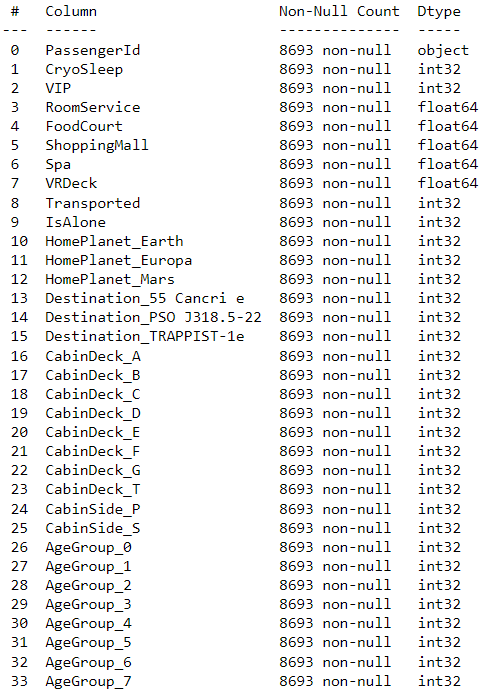 #   Column                    Non-Null Count  Dtype
---  ------                    --------------  -----
 0   PassengerId               8693 non-null   object
 1   CryoSleep                 8693 non-null   int32
 2   VIP                       8693 non-null   int32
 3   RoomService               8693 non-null   float64
 4   FoodCourt                 8693 non-null   float64
 5   ShoppingMall              8693 non-null   float64
 6   Spa                       8693 non-null   float64
 7   VRDeck                    8693 non-null   float64
 8   Transported               8693 non-null   int32
 9   IsAlone                   8693 non-null   int32
 10  HomePlanet_Earth          8693 non-null   int32
 11  HomePlanet_Europa         8693 non-null   int32
 12  HomePlanet_Mars           8693 non-null   int32
 13  Destination_55 Cancri e   8693 non-null   int32
 14  Destination_PSO J318.5-22  8693 non-null   int32
 15  Destination_TRAPPIST-1e   8693 non-null   int32
 16  CabinDeck_A               8693 non-null   int32
 17  CabinDeck_B               8693 non-null   int32
 18  CabinDeck_C               8693 non-null   int32
 19  CabinDeck_D               8693 non-null   int32
 20  CabinDeck_E               8693 non-null   int32
 21  CabinDeck_F               8693 non-null   int32
 22  CabinDeck_G               8693 non-null   int32
 23  CabinDeck_T               8693 non-null   int32
 24  CabinSide_P               8693 non-null   int32
 25  CabinSide_S               8693 non-null   int32
 26  AgeGroup_0                8693 non-null   int32
 27  AgeGroup_1                8693 non-null   int32
 28  AgeGroup_2                8693 non-null   int32
 29  AgeGroup_3                8693 non-null   int32
 30  AgeGroup_4                8693 non-null   int32
 31  AgeGroup_5                8693 non-null   int32
 32  AgeGroup_6                8693 non-null   int32
 33  AgeGroup_7                8693 non-null   int32